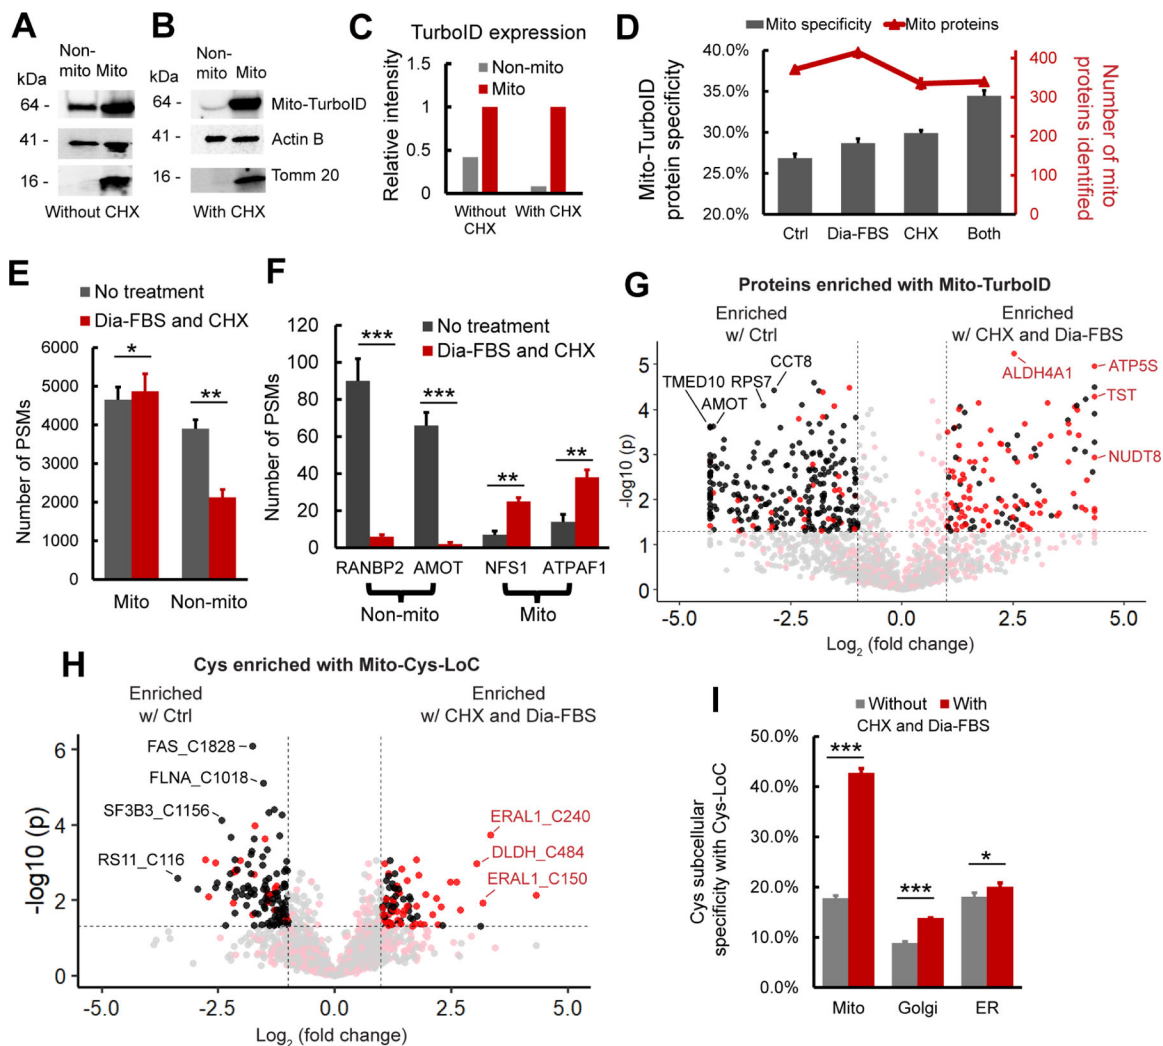 A
Non-
mito Mito
kDa
64 -
41 -
16 -
Without CHX
B
Non-
mito Mito
kDa
64 - Mito-TurboID
41 - Actin B
16 - Tomm 20
With CHX
C
TurboID expression
Non-mito
Mito
Relative intensity
1
0.5
0
Without
CHX
With CHX
D
Mito specificity
Mito proteins
Mito-TurboID
protein specificity
40.0%
35.0%
30.0%
25.0%
20.0%
400
300
200
100
0
Number of mito
proteins identified
Ctrl Dia-FBS CHX Both
E
No treatment
Dia-FBS and CHX
Number of PSMs
6000
5000
4000
3000
2000
1000
0
*
**
Mito Non-mito
F
No treatment
Dia-FBS and CHX
Number of PSMs
120
100
80
60
40
20
0
***
***
**
**
RANBP2 AMOT NFS1 ATPAF1
Non-mito Mito
G
Proteins enriched with Mito-TurboID
Enriched
w/ Ctrl
Enriched
w/ CHX and Dia-FBS
CCT8
TMED10 RPS7
AMOT
ALDH4A1
ATP5S
TST
NUDT8
-log10 (p)
5
4
3
2
1
0
-5.0 -2.5 0.0 2.5 5.0
Log2 (fold change)
H
Cys enriched with Mito-Cys-LoC
Enriched
w/ Ctrl
Enriched
w/ CHX and Dia-FBS
FAS_C1828
FLNA_C1018
SF3B3_C1156
RS11_C116
ERAL1_C240
DLDH_C484
ERAL1_C150
-log10 (p)
6
4
2
0
-5.0 -2.5 0.0 2.5 5.0
Log2 (fold change)
I
Without With
CHX and Dia-FBS
Cys subcellular
specificity with Cys-LoC
50.0%
40.0%
30.0%
20.0%
10.0%
0.0%
***
***
*
Mito Golgi ER